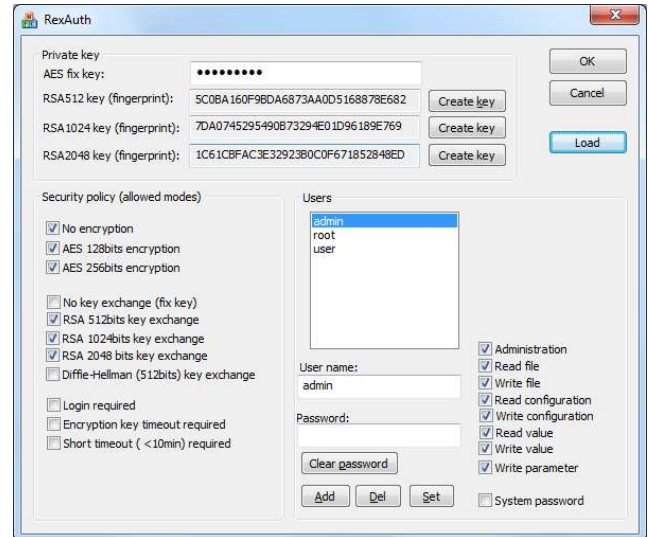 RexAuth
Private key
AES fix key: •••••••••
RSA512 key (fingerprint): 5C0BA160F9BDA6873AA0D5168878E682 Create key
RSA1024 key (fingerprint): 7DA0745295490B73294E01D96189E769 Create key
RSA2048 key (fingerprint): 1C61CBFAC3E32923B0C0F671852848ED Create key
OK
Cancel
Load
Security policy (allowed modes)
No encryption
AES 128bits encryption
AES 256bits encryption
No key exchange (fix key)
RSA 512bits key exchange
RSA 1024bits key exchange
RSA 2048 bits key exchange
Diffie-Hellman (512bits) key exchange
Login required
Encryption key timeout required
Short timeout ( <10min) required
Users
admin
root
user
User name:
admin
Password:
Clear password
Add Del Set
Administration
Read file
Write file
Read configuration
Write configuration
Read value
Write value
Write parameter
System password